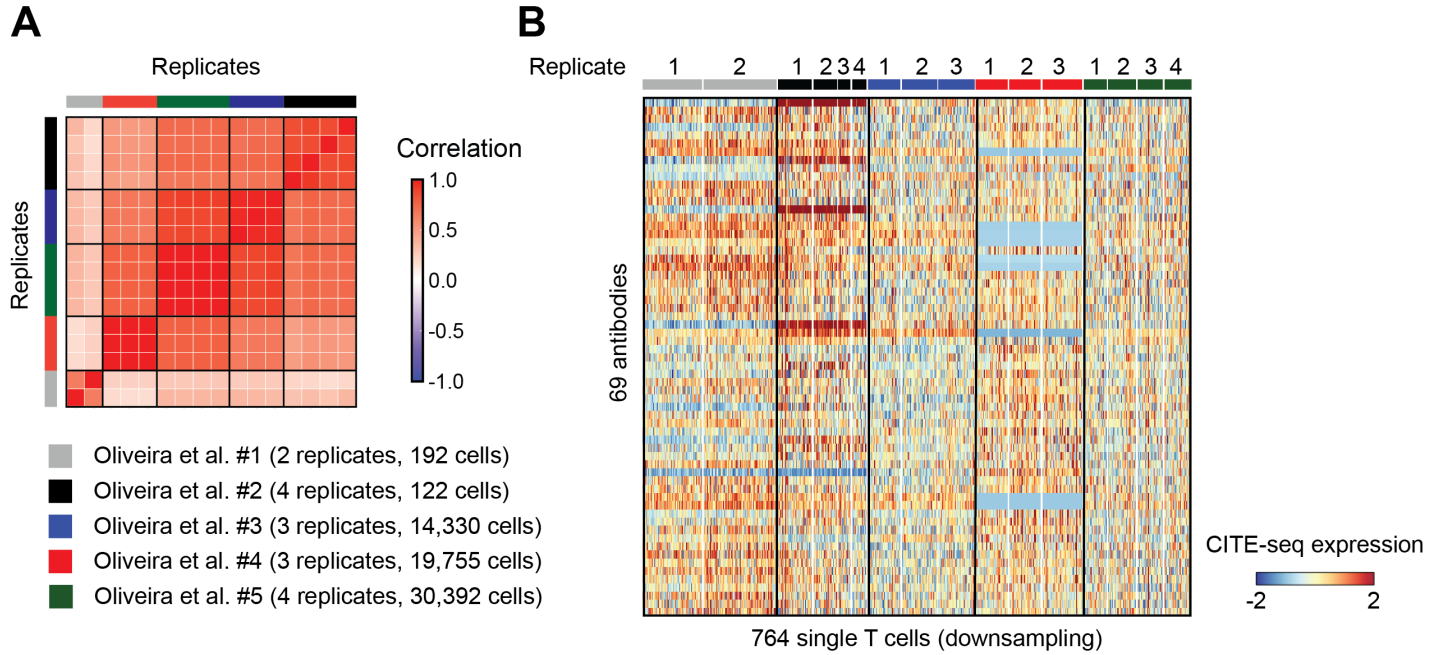 A
Replicates
Replicates
Correlation
1.0
0.5
0.0
-0.5
-1.0
Oliveira et al. #1 (2 replicates, 192 cells)
Oliveira et al. #2 (4 replicates, 122 cells)
Oliveira et al. #3 (3 replicates, 14,330 cells)
Oliveira et al. #4 (3 replicates, 19,755 cells)
Oliveira et al. #5 (4 replicates, 30,392 cells)
B
Replicate 1 2 1 2 3 4 1 2 3 1 2 3 1 2 3 4
69 antibodies
764 single T cells (downsampling)
CITE-seq expression
-2 2